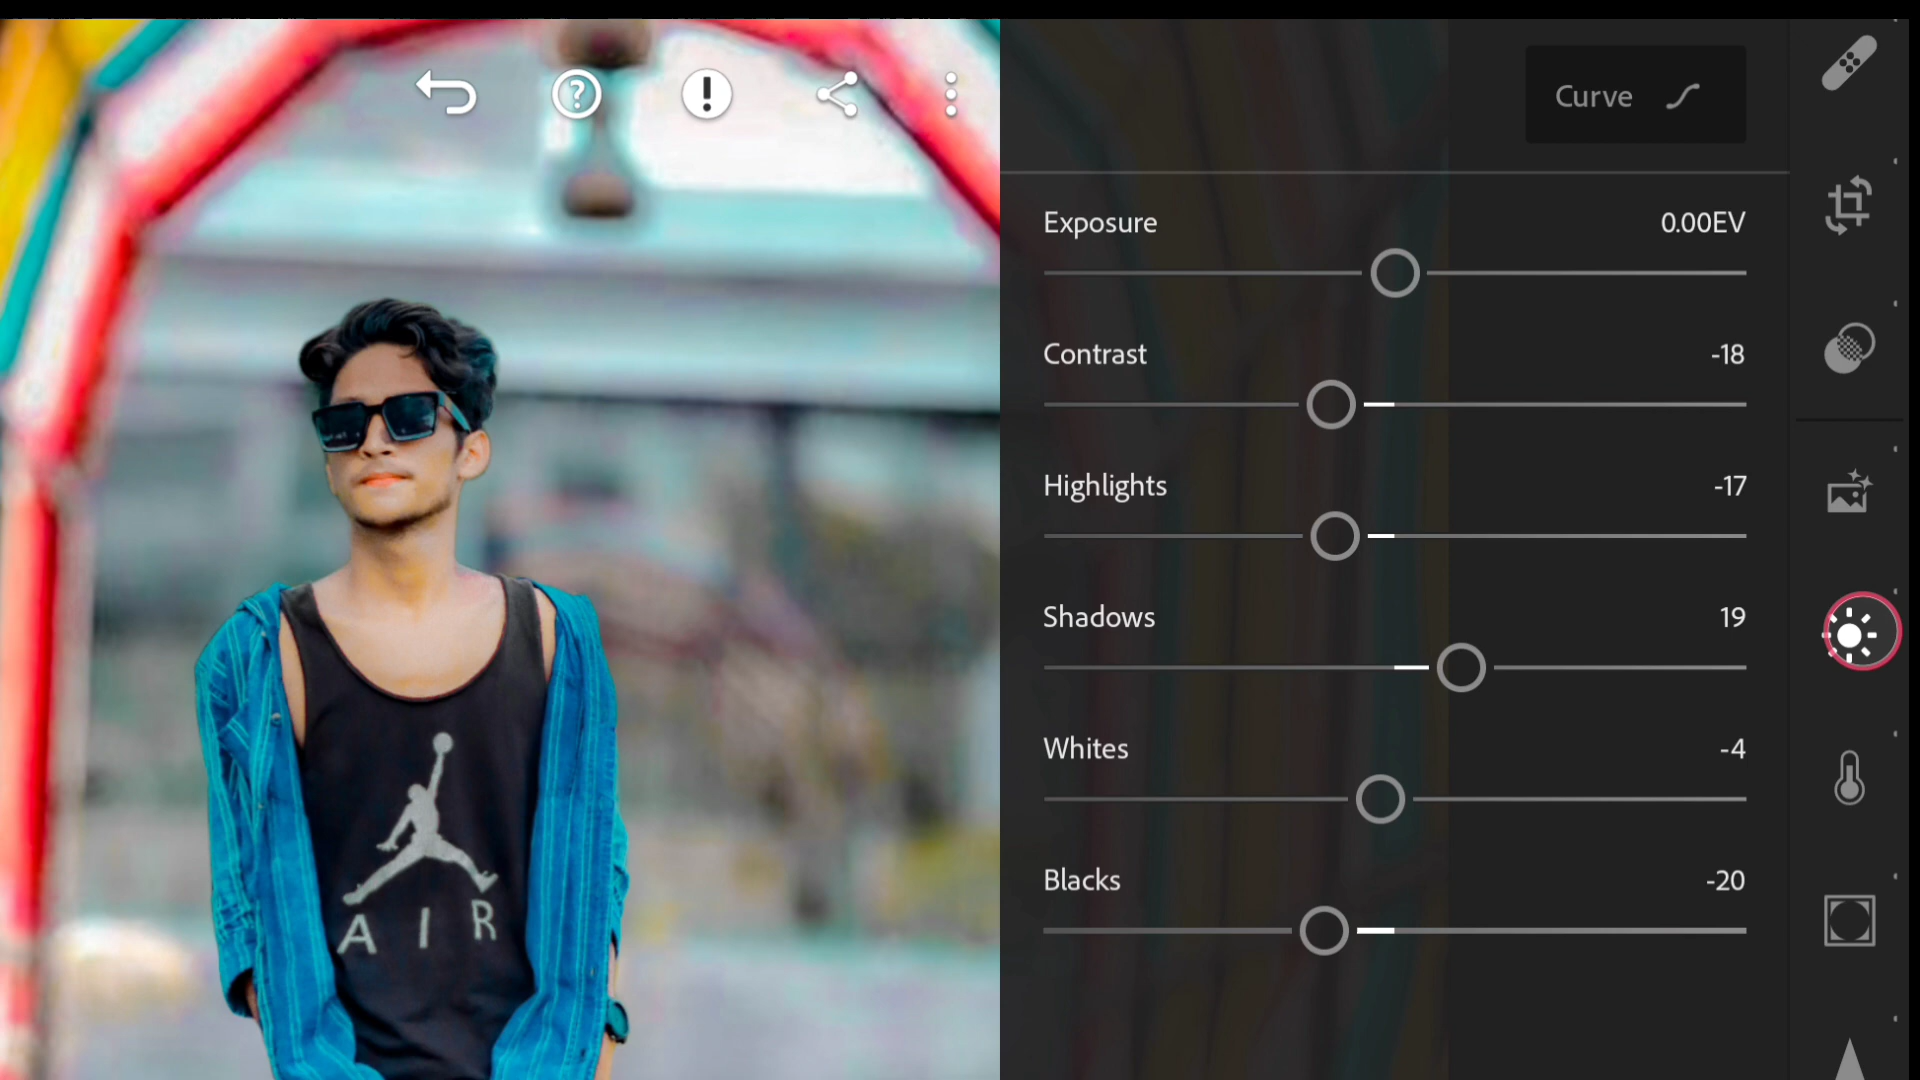 Curve
Exposure 0.00EV
Contrast -18
Highlights -17
Shadows 19
Whites -4
Blacks -20
AIR